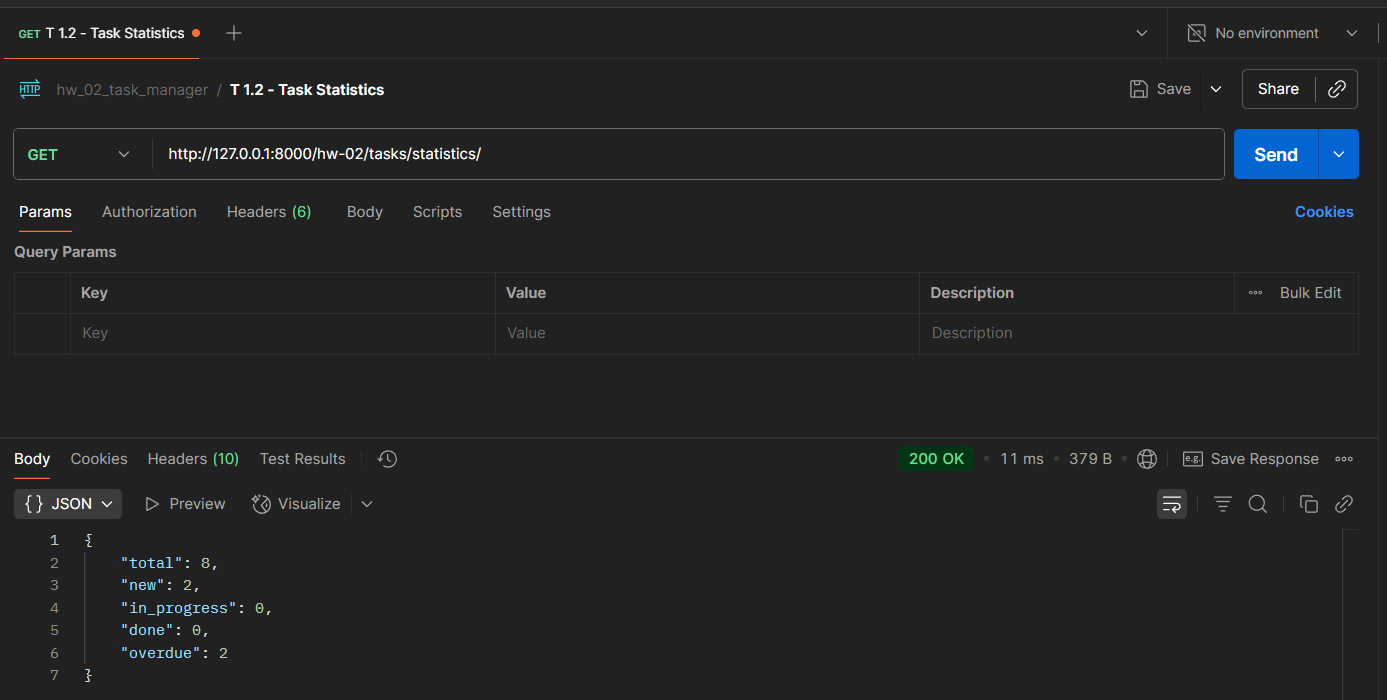 GET T 1.2 - Task Statistics
No environment
HTTP hw_02_task_manager / T 1.2 - Task Statistics
Save
Share
GET http://127.0.0.1:8000/hw-02/tasks/statistics/
Send
Params Authorization Headers (6) Body Scripts Settings
Cookies
Query Params
Key Value Description Bulk Edit
Key Value Description
Body Cookies Headers (10) Test Results
200 OK • 11 ms • 379 B • e.g. Save Response
{ } JSON Preview Visualize
1 {
2 "total": 8,
3 "new": 2,
4 "in_progress": 0,
5 "done": 0,
6 "overdue": 2
7 }